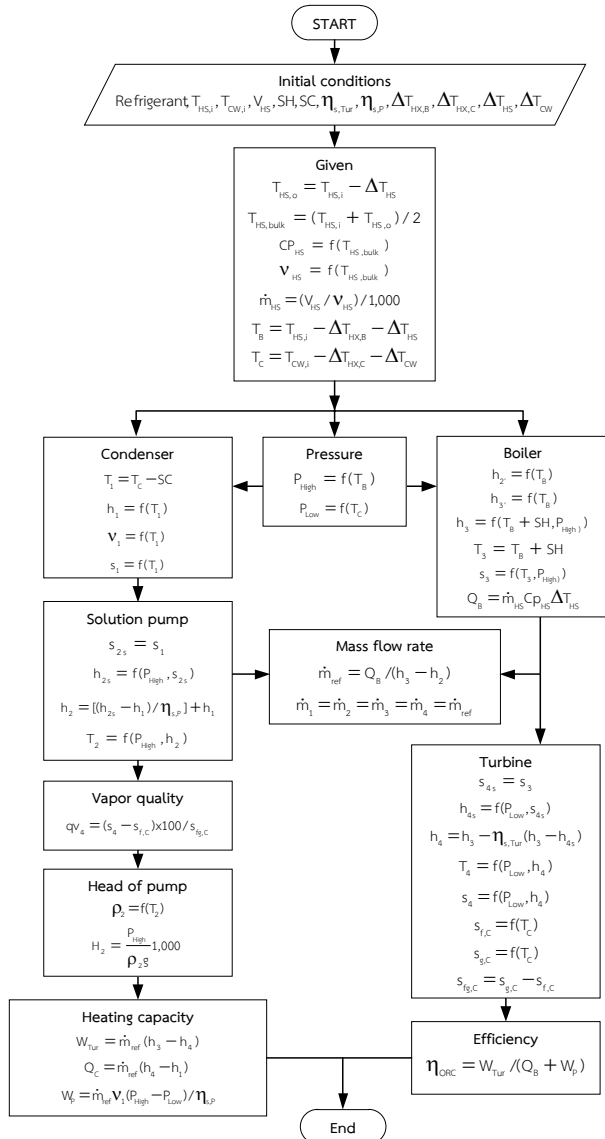 START
Initial conditions
Refrigerant, T_HS,i, T_CW,i, V_HS, SH, SC, η_s,Tur, η_s,P, ΔT_HX,B, ΔT_HX,C, ΔT_HS, ΔT_CW
Given
T_HS,o = T_HS,i − ΔT_HS
T_HS,bulk = (T_HS,i + T_HS,o)/2
CP_HS = f(T_HS,bulk)
ν_HS = f(T_HS,bulk)
ṁ_HS = (V_HS/ν_HS)/1,000
T_B = T_HS,i − ΔT_HX,B − ΔT_HS
T_C = T_CW,i − ΔT_HX,C − ΔT_CW
Condenser
T_1 = T_C − SC
h_1 = f(T_1)
ν_1 = f(T_1)
s_1 = f(T_1)
Pressure
P_High = f(T_B)
P_Low = f(T_C)
Boiler
h_2' = f(T_B)
h_3' = f(T_B)
h_3 = f(T_B + SH, P_High)
T_3 = T_B + SH
s_3 = f(T_3, P_High)
Q_B = ṁ_HS Cp_HS ΔT_HS
Solution pump
s_2s = s_1
h_2s = f(P_High, s_2s)
h_2 = [(h_2s − h_1)/η_s,P] + h_1
T_2 = f(P_High, h_2)
Mass flow rate
ṁ_ref = Q_B/(h_3 − h_2)
ṁ_1 = ṁ_2 = ṁ_3 = ṁ_4 = ṁ_ref
Vapor quality
qv_4 = (s_4 − s_f,C)x100/s_fg,C
Head of pump
ρ_2 = f(T_2)
H_2 = P_High/ρ_2g 1,000
Turbine
s_4s = s_3
h_4s = f(P_Low, s_4s)
h_4 = h_3 − η_s,Tur(h_3 − h_4s)
T_4 = f(P_Low, h_4)
s_4 = f(P_Low, h_4)
s_f,C = f(T_C)
s_g,C = f(T_C)
s_fg,C = s_g,C − s_f,C
Heating capacity
W_Tur = ṁ_ref(h_3 − h_4)
Q_C = ṁ_ref(h_4 − h_1)
W_P = ṁ_ref ν_1(P_High − P_Low)/η_s,P
Efficiency
η_ORC = W_Tur/(Q_B + W_P)
End